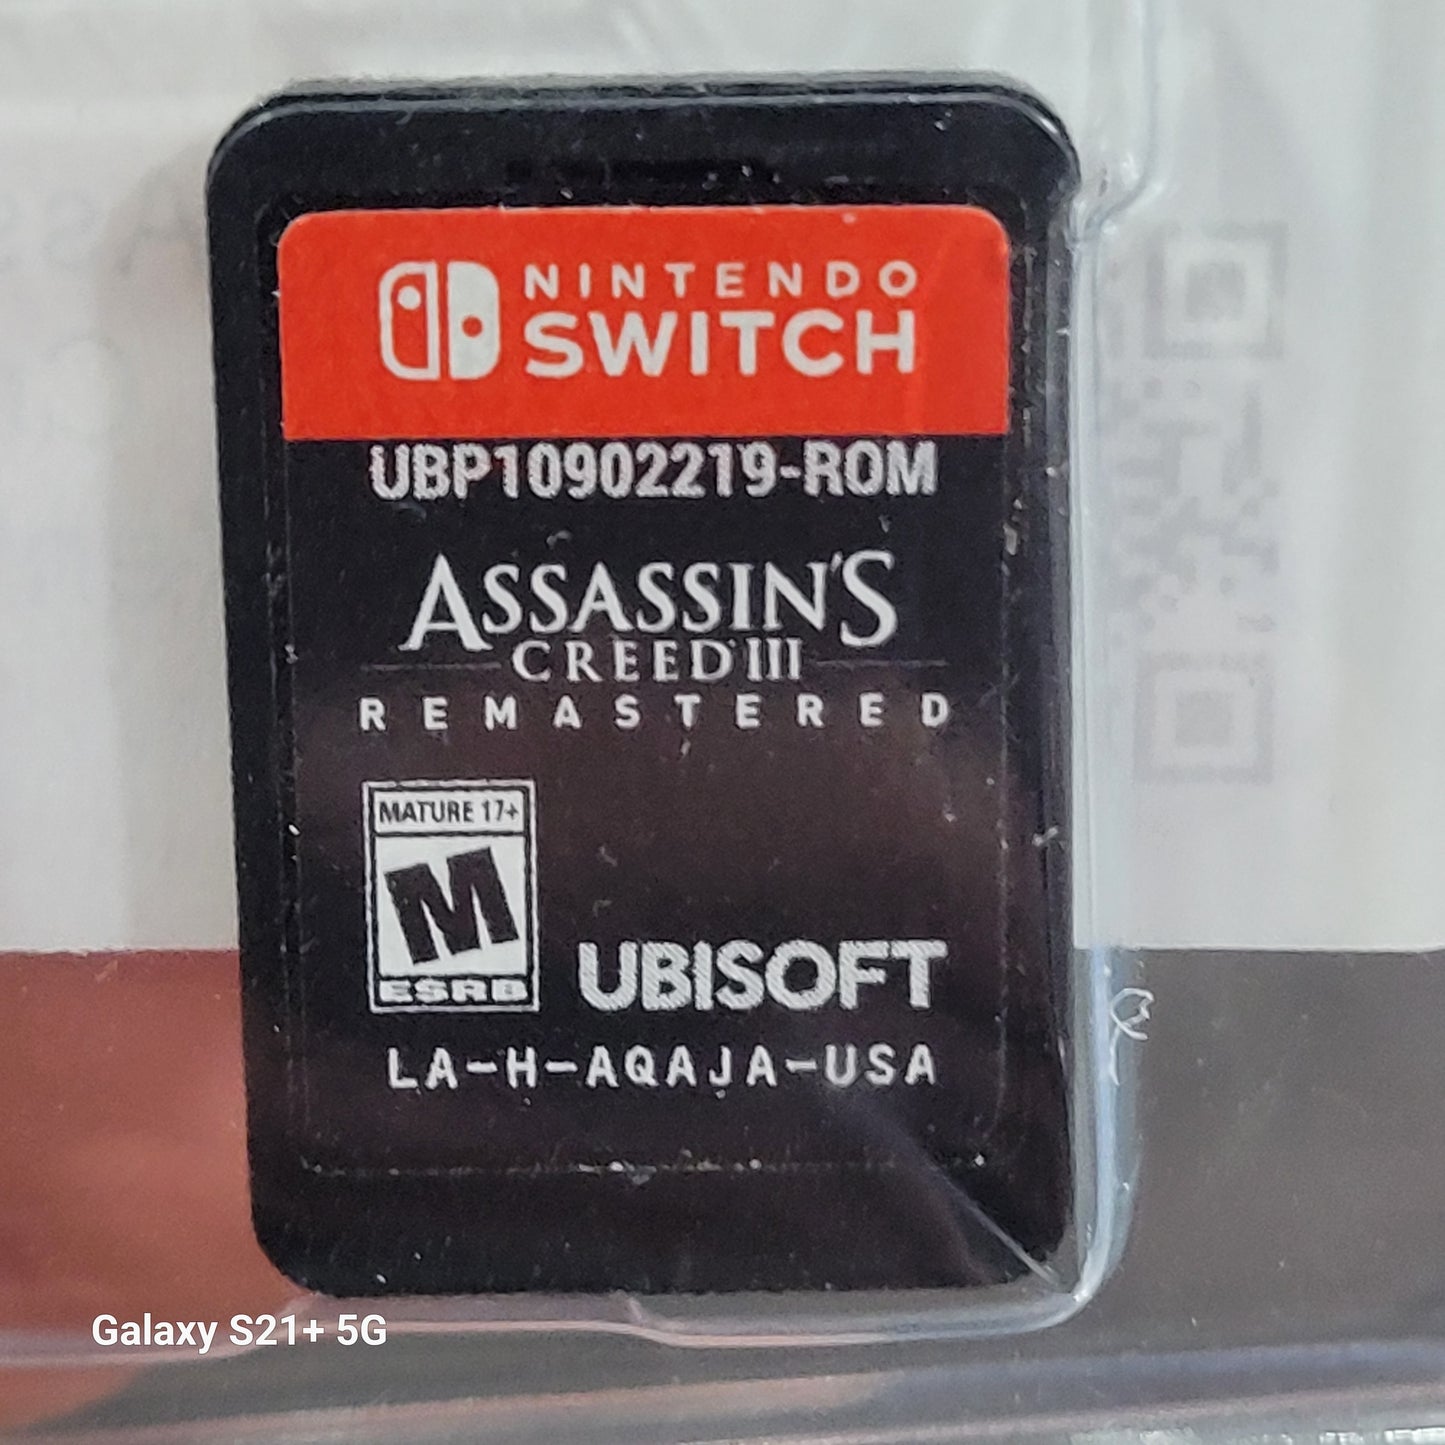 NINTENDO
SWITCH
UBP10902219-ROM
ASSASSIN'S
CREED III
REMASTERED
MATURE 17+
M
ESRB
UBISOFT
LA-H-AQAJA-USA
Galaxy S21+ 5G